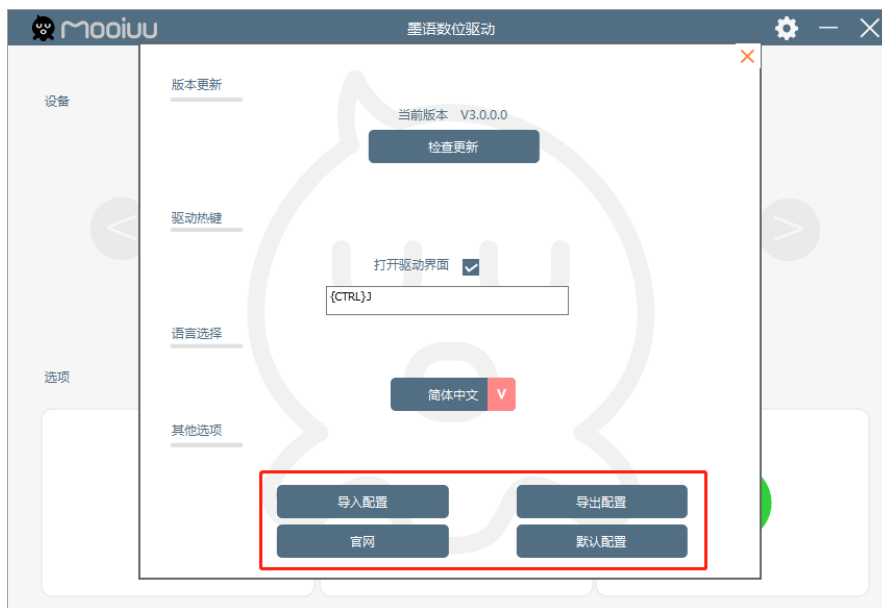 Mooiuu 墨语数位驱动
设备
版本更新
当前版本 V3.0.0.0
检查更新
驱动热键
打开驱动界面
{CTRL}J
语言选择
选项
简体中文 V
其他选项
导入配置 导出配置
官网 默认配置